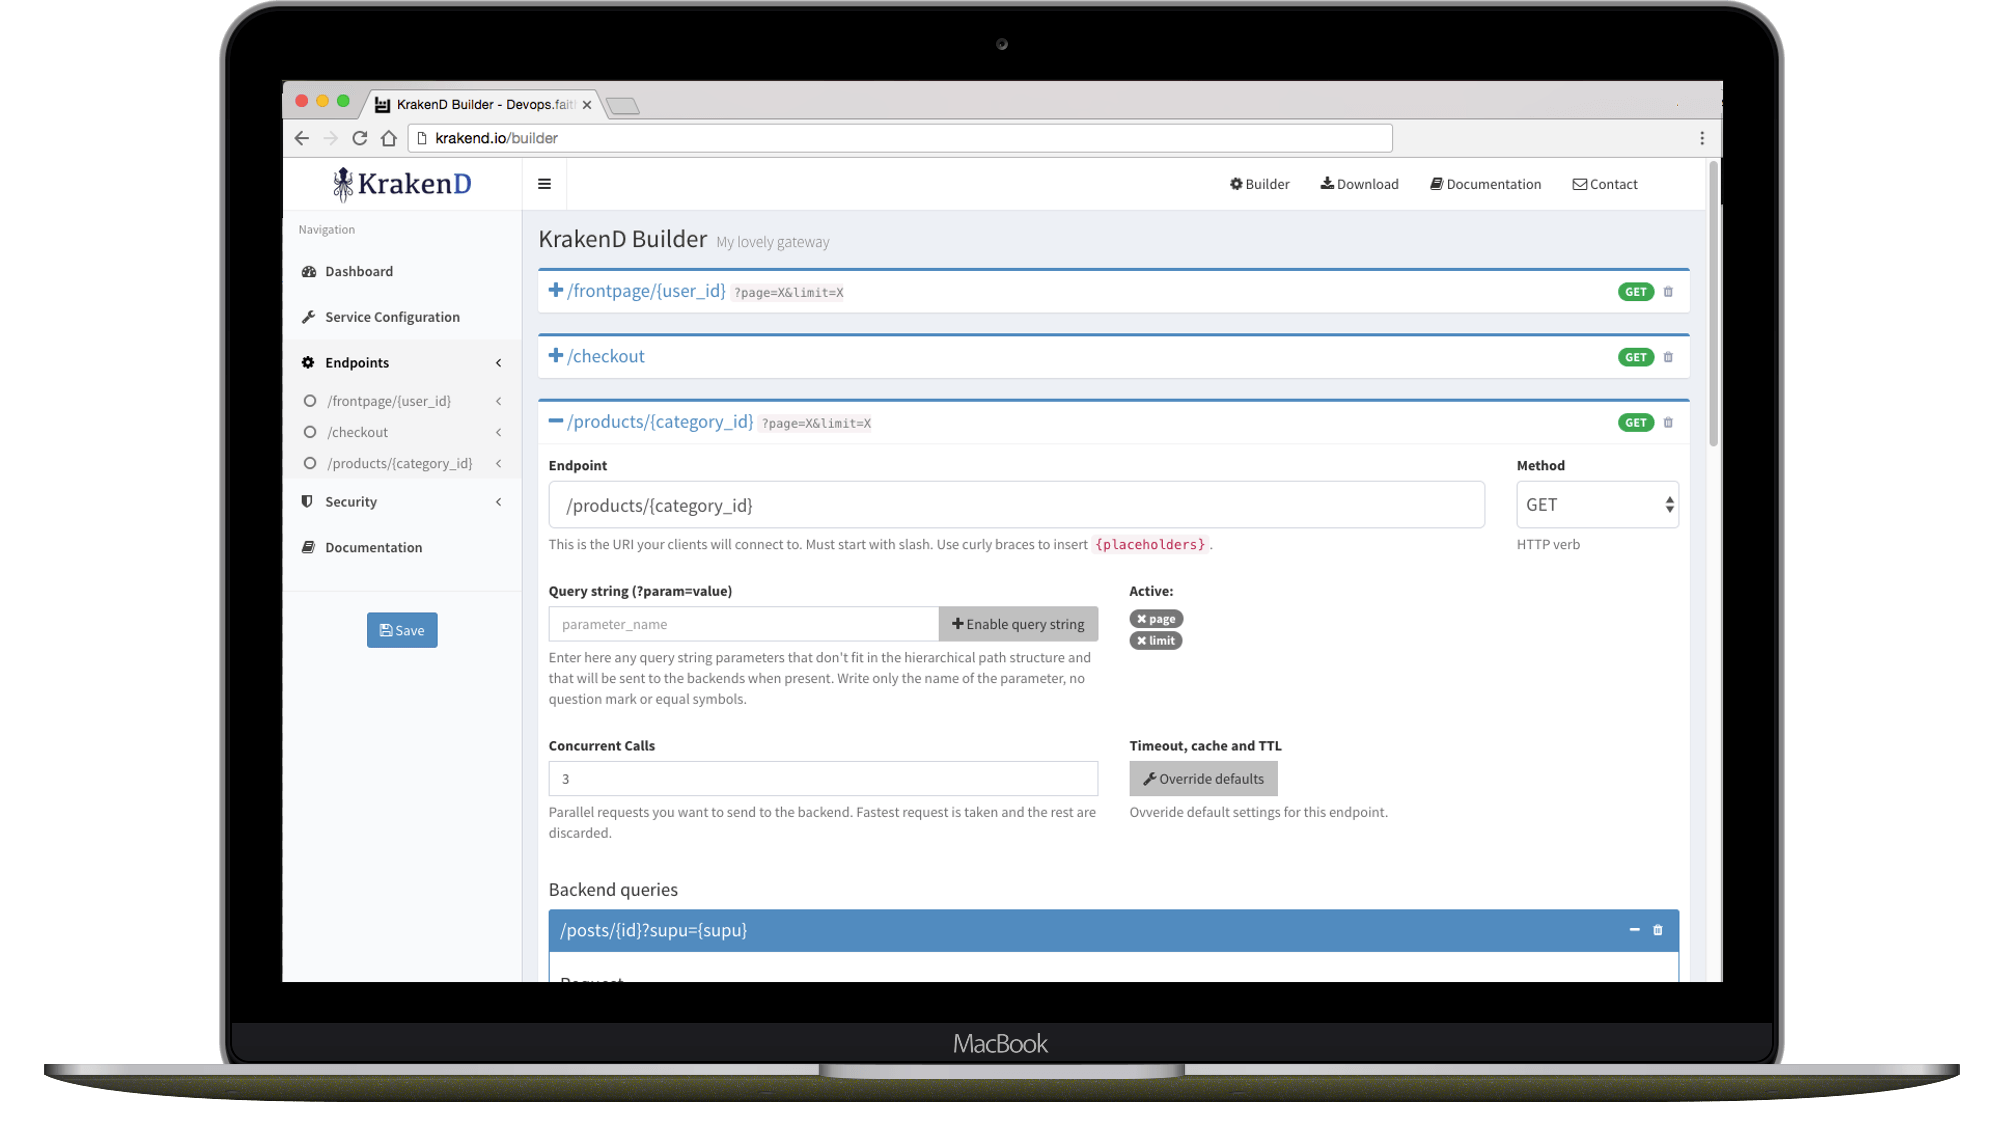 KrakenD Builder - Devops.fait
krakend.io/builder
KrakenD
Builder Download Documentation Contact
Navigation
Dashboard
Service Configuration
Endpoints
/frontpage/{user_id}
/checkout
/products/{category_id}
Security
Documentation
Save
KrakenD Builder My lovely gateway
/frontpage/{user_id} ?page=X&limit=X GET
/checkout GET
/products/{category_id} ?page=X&limit=X GET
Endpoint Method
/products/{category_id} GET
This is the URI your clients will connect to. Must start with slash. Use curly braces to insert {placeholders} . HTTP verb
Query string (?param=value) Active:
parameter_name Enable query string
page
limit
Enter here any query string parameters that don't fit in the hierarchical path structure and
that will be sent to the backends when present. Write only the name of the parameter, no
question mark or equal symbols.
Concurrent Calls Timeout, cache and TTL
3 Override defaults
Parallel requests you want to send to the backend. Fastest request is taken and the rest are
discarded.
Ovveride default settings for this endpoint.
Backend queries
/posts/{id}?supu={supu}
Request
MacBook